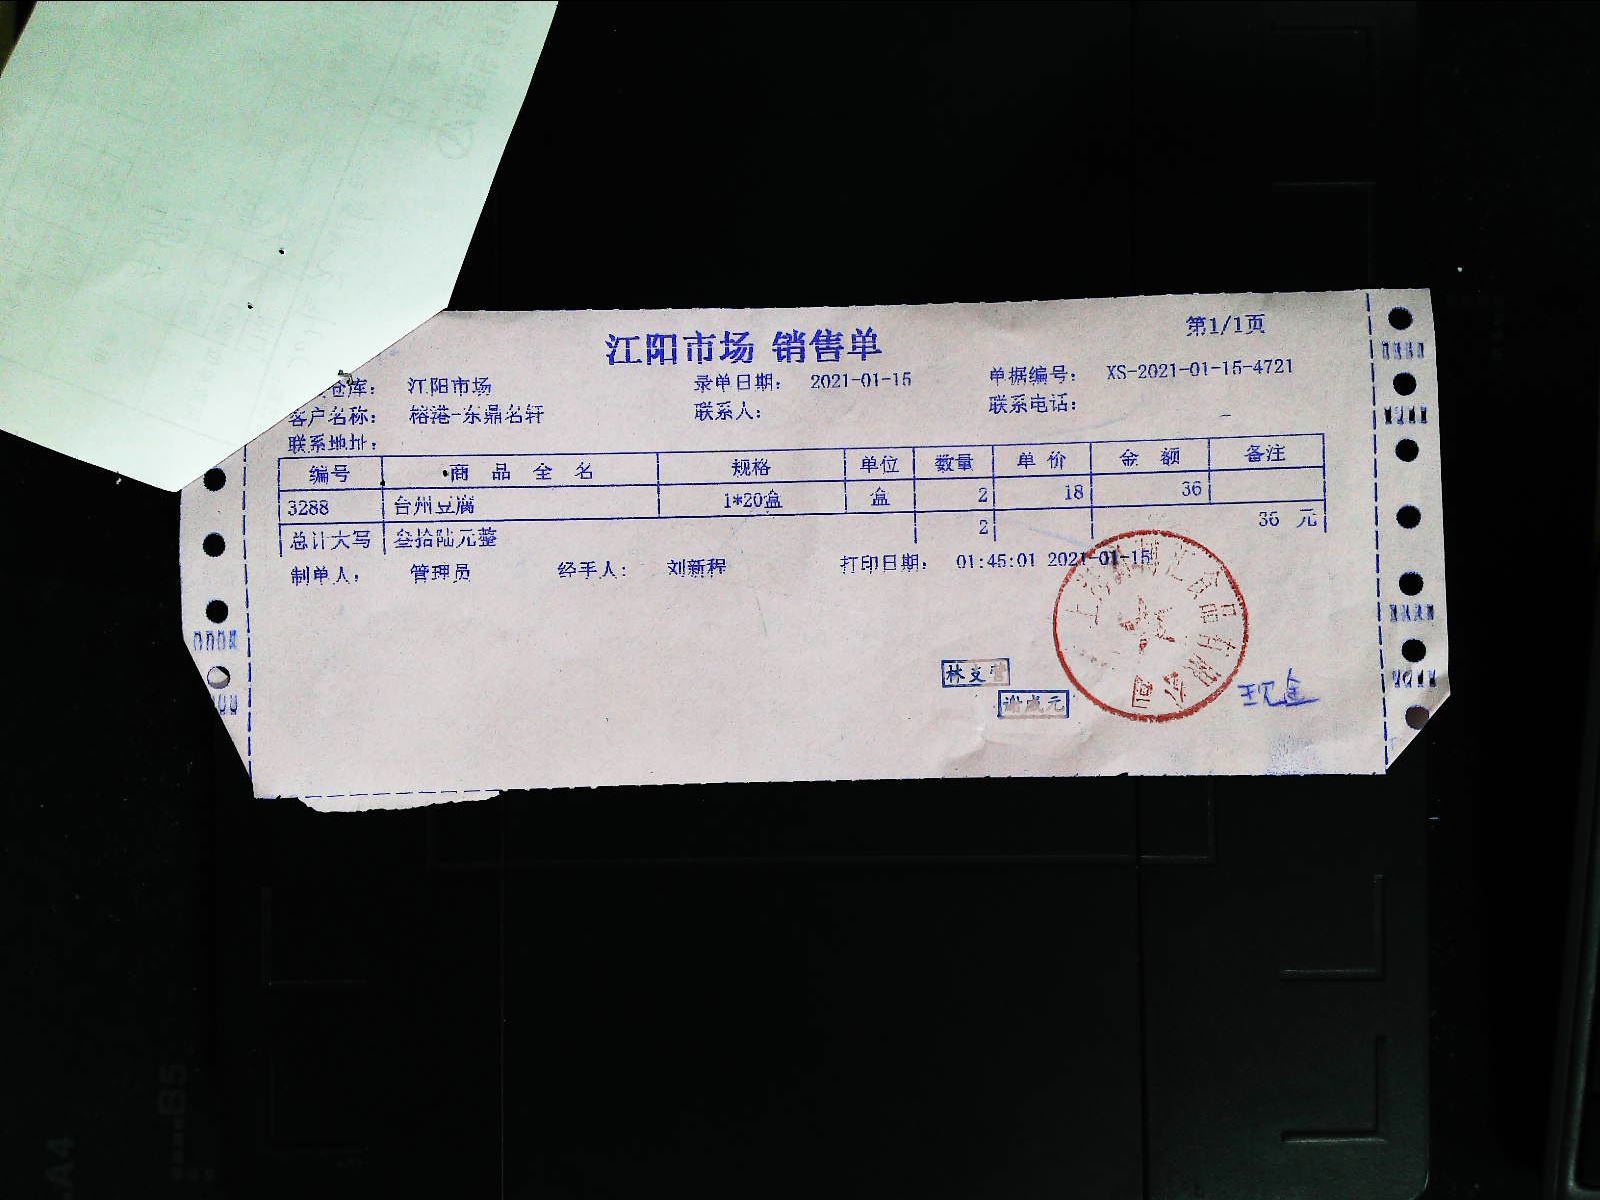 江阳市场 销售单
第1/1页
仓库： 江阳市场 录单日期： 2021-01-15 单据编号： XS-2021-01-15-4721
客户名称： 榕港-东鼎名轩 联系人： 联系电话：
联系地址：
编号 商品全名 规格 单位 数量 单价 金额 备注
3288 台州豆腐 1*20盒 盒 2 18 36
总计大写 叁拾陆元整 2 36 元
制单人： 管理员 经手人： 刘新程 打印日期： 01:45:01 2021-01-15
谢成元
现金
A4
B5